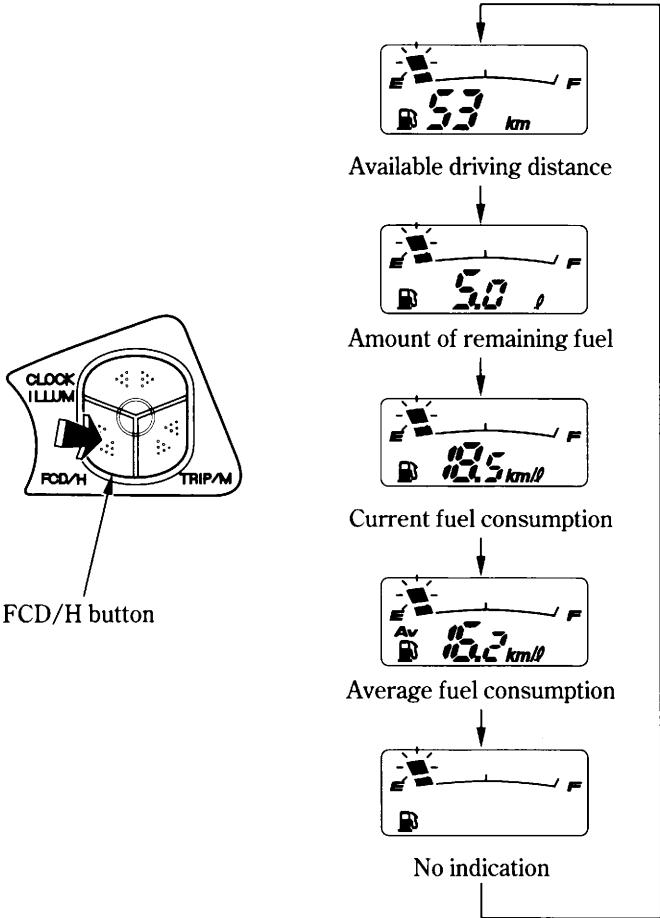 E F
53 km
Available driving distance
E F
5.0 ℓ
Amount of remaining fuel
CLOCK
ILLUM
FCD/H TRIP/M
FCD/H button
E F
18.5 km/ℓ
Current fuel consumption
E F
Av
16.2 km/ℓ
Average fuel consumption
E F
No indication